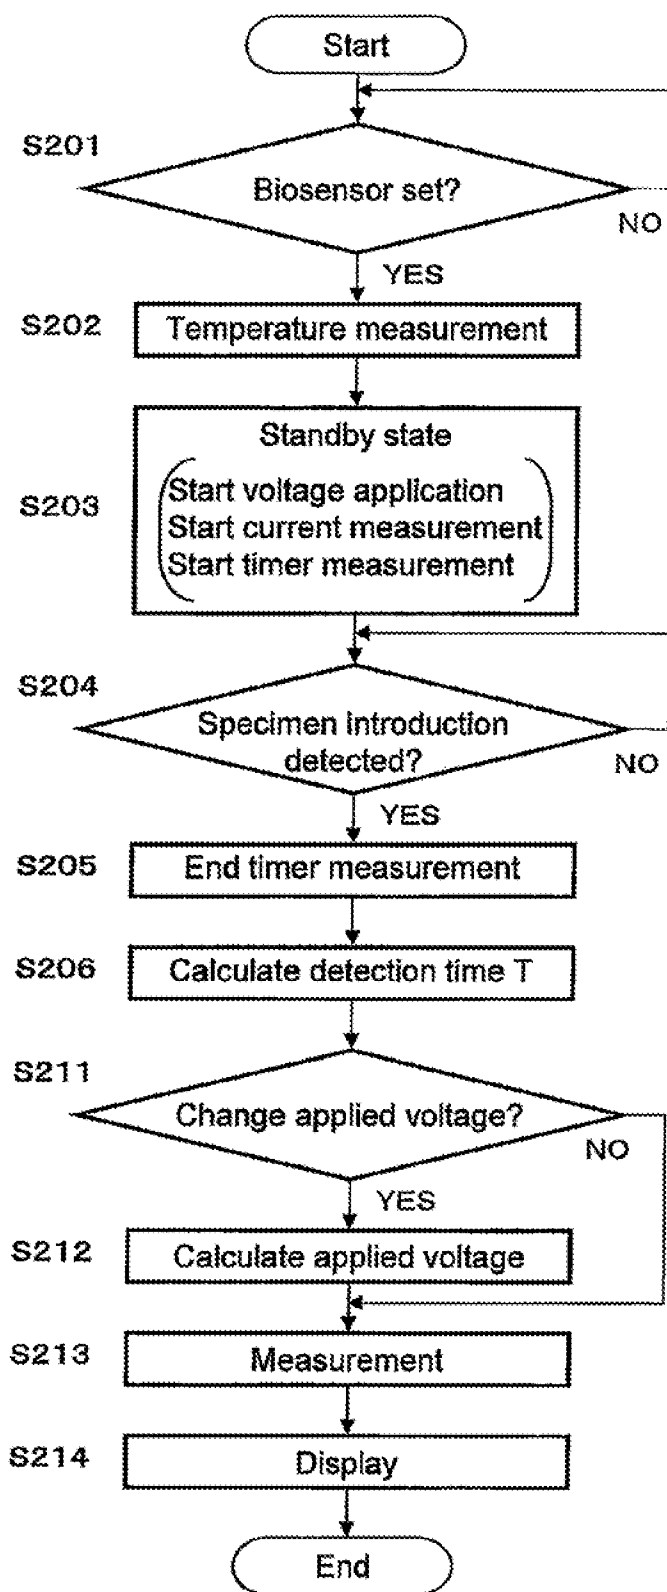 Start
S201
Biosensor set?
NO
YES
S202
Temperature measurement
Standby state
S203
Start voltage application
Start current measurement
Start timer measurement
S204
Specimen introduction
detected?
NO
YES
S205
End timer measurement
S206
Calculate detection time T
S211
Change applied voltage?
NO
YES
S212
Calculate applied voltage
S213
Measurement
S214
Display
End